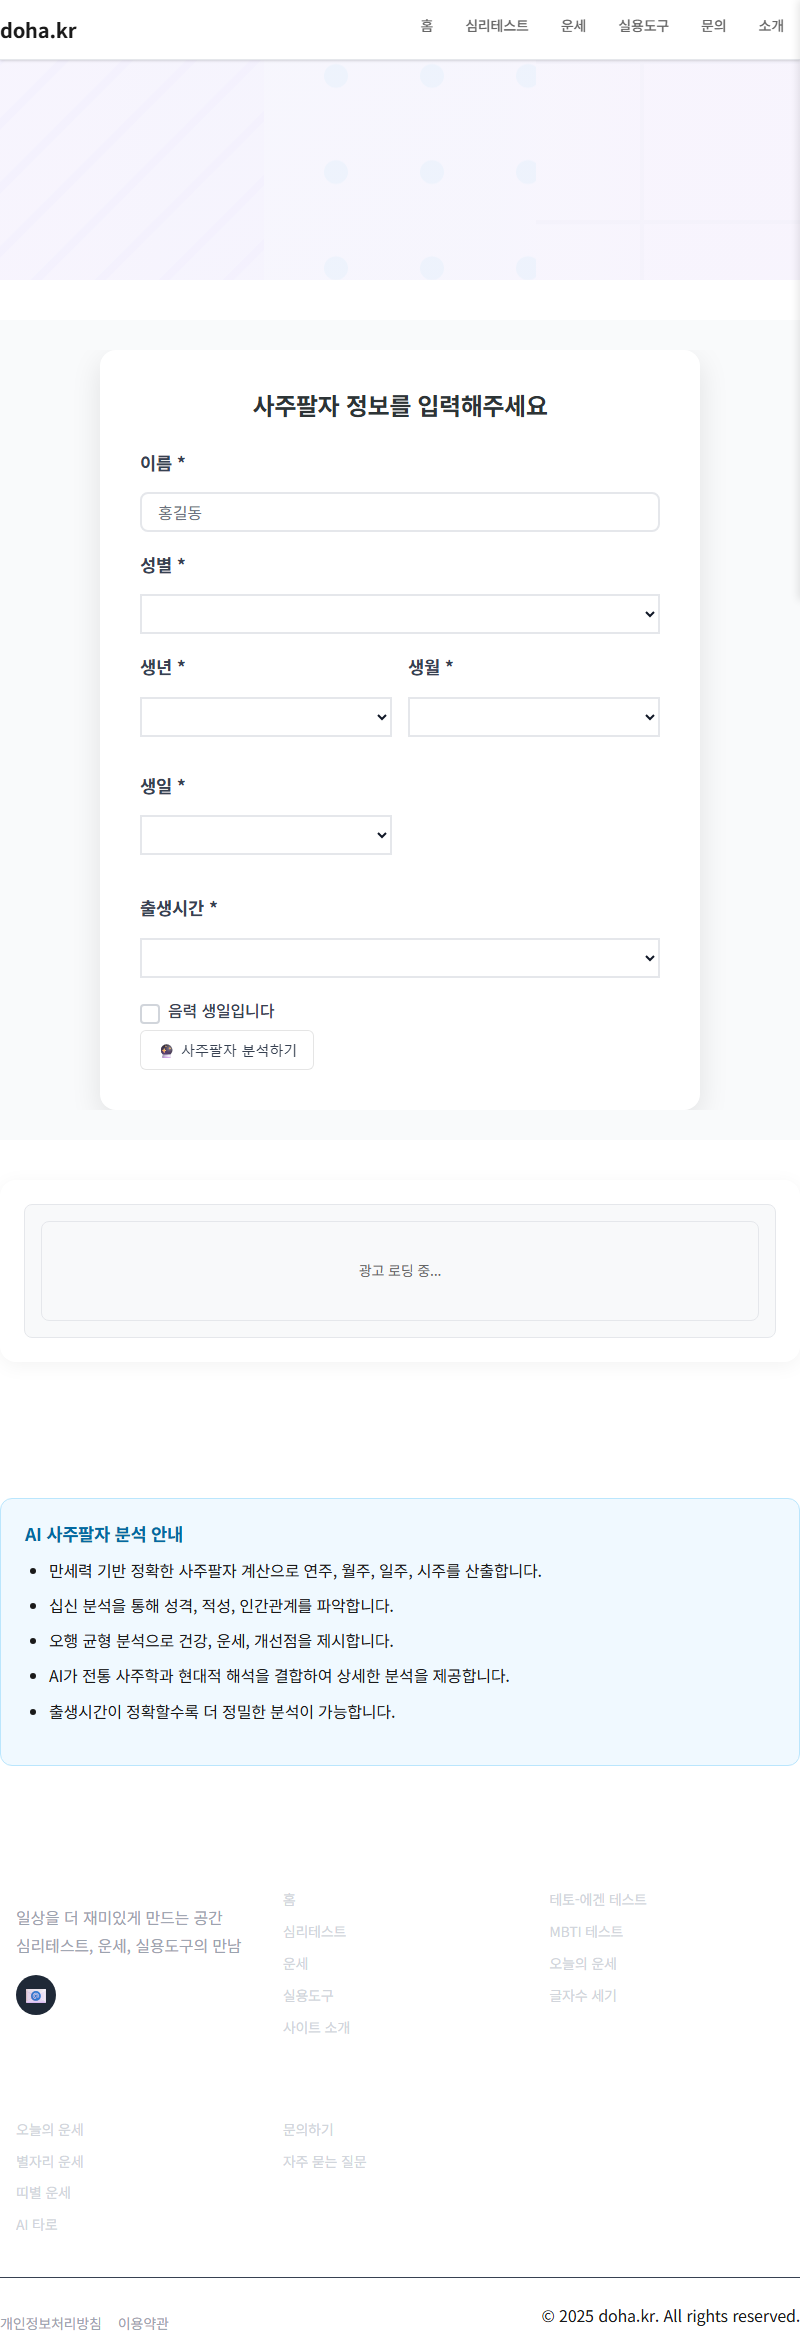 doha.kr
홈 심리테스트 운세 실용도구 문의 소개
사주팔자 정보를 입력해주세요
이름 *
홍길동
성별 *
생년 * 생월 *
생일 *
출생시간 *
음력 생일입니다
사주팔자 분석하기
광고 로딩 중...
AI 사주팔자 분석 안내
만세력 기반 정확한 사주팔자 계산으로 연주, 월주, 일주, 시주를 산출합니다.
십신 분석을 통해 성격, 적성, 인간관계를 파악합니다.
오행 균형 분석으로 건강, 운세, 개선점을 제시합니다.
AI가 전통 사주학과 현대적 해석을 결합하여 상세한 분석을 제공합니다.
출생시간이 정확할수록 더 정밀한 분석이 가능합니다.
일상을 더 재미있게 만드는 공간
심리테스트, 운세, 실용도구의 만남
홈
심리테스트
운세
실용도구
사이트 소개
테토-에겐 테스트
MBTI 테스트
오늘의 운세
글자수 세기
오늘의 운세
별자리 운세
띠별 운세
AI 타로
문의하기
자주 묻는 질문
개인정보처리방침 이용약관
© 2025 doha.kr. All rights reserved.